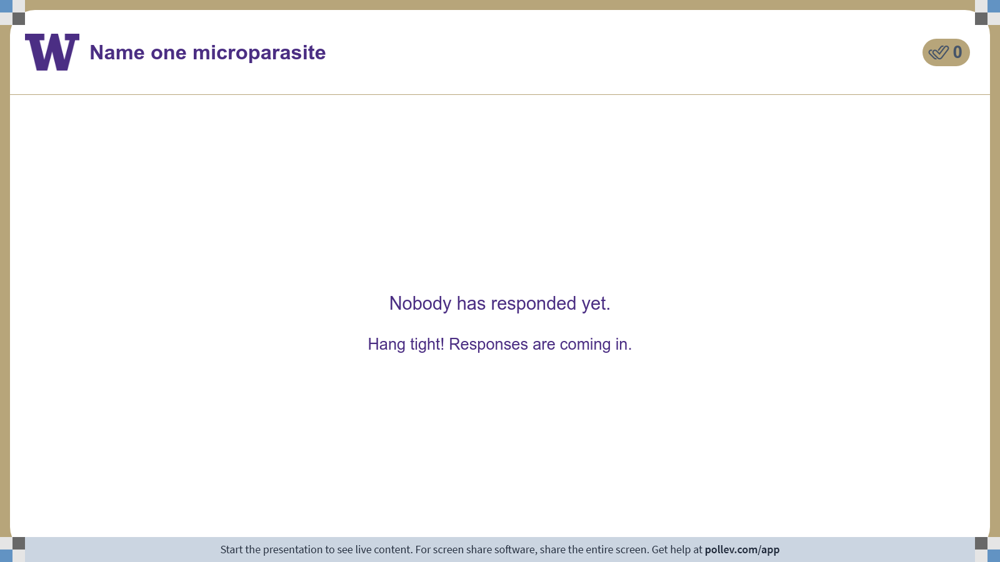 W
Name one microparasite
0
Nobody has responded yet.
Hang tight! Responses are coming in.
Start the presentation to see live content. For screen share software, share the entire screen. Get help at pollev.com/app